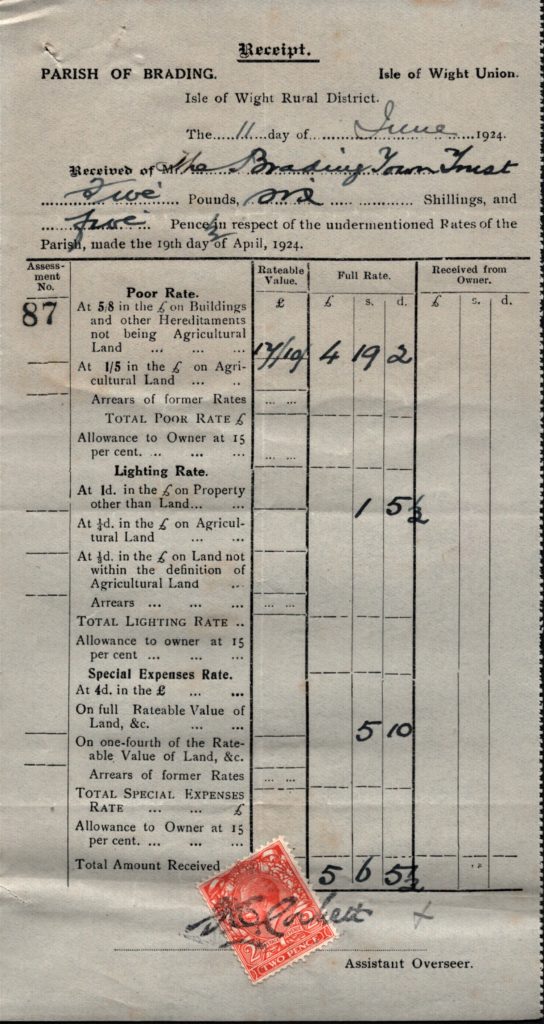 Receipt.
PARISH OF BRADING. Isle of Wight Union.
Isle of Wight Rural District.
The 11 day of June 1924.
Received of M The Brading Town Trust
Five Pounds, six Shillings, and
five Pence ½ in respect of the undermentioned Rates of the
Parish, made the 19th day of April, 1924.
Assess-ment No. Rateable Value. Full Rate. Received from Owner.
£ £ s. d. £ s. d.
87
Poor Rate.
At 5/8 in the £ on Buildings
and other Hereditaments
not being Agricultural
Land ... ... ... 17/10/ 4 19 2
At 1/5 in the £ on Agri-
cultural Land ... ..
Arrears of former Rates ... ...
TOTAL POOR RATE £
Allowance to Owner at 15
per cent. ... ... ... ... ...
Lighting Rate.
At 1d. in the £ on Property
other than Land... ... 1 5½
At ¼d. in the £ on Agricul-
tural Land ... ...
At ½d. in the £ on Land not
within the definition of
Agricultural Land ..
Arrears ... ... ... ... ...
TOTAL LIGHTING RATE ..
Allowance to owner at 15
per cent ... ... ...
Special Expenses Rate.
At 4d. in the £ ... ...
On full Rateable Value of
Land, &c. ... ... 5 10
On one-fourth of the Rate-
able Value of Land, &c.
Arrears of former Rates ... ...
TOTAL SPECIAL EXPENSES
RATE ... ... £
Allowance to Owner at 15
per cent. ... ... ...
Total Amount Received 5 6 5½
TWO PENCE
Assistant Overseer.